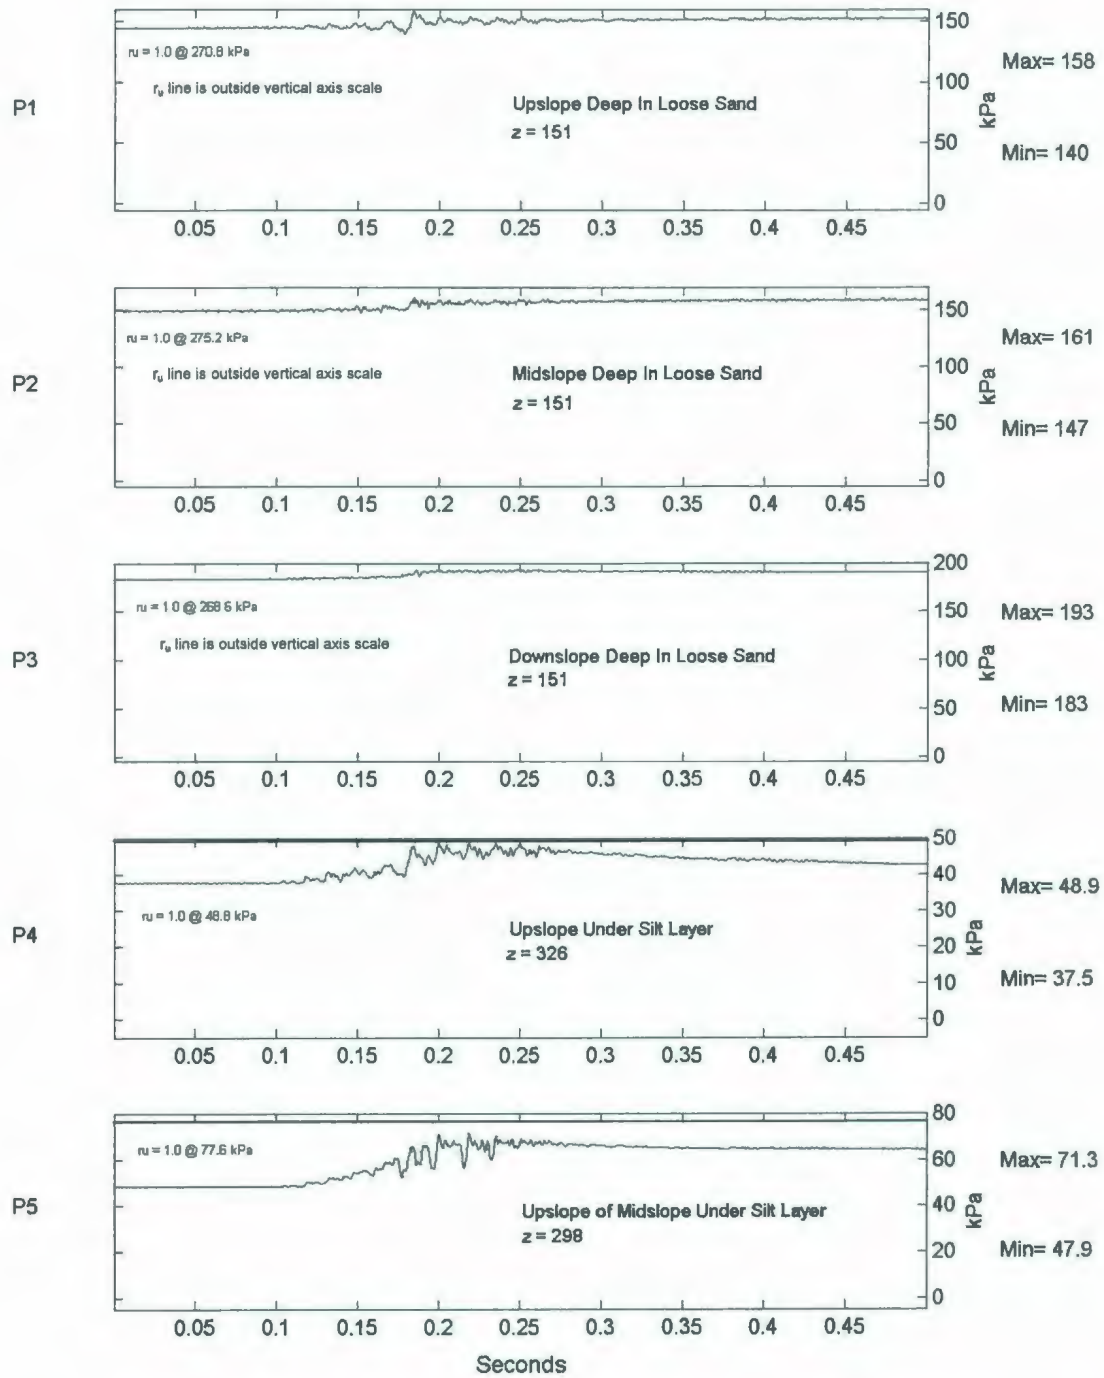 P1
ru = 1.0 @ 270.8 kPa
ru line is outside vertical axis scale
Upslope Deep In Loose Sand
z = 151
150
100
50
0
kPa
Max= 158
Min= 140
0.05 0.1 0.15 0.2 0.25 0.3 0.35 0.4 0.45
P2
ru = 1.0 @ 275.2 kPa
ru line is outside vertical axis scale
Midslope Deep In Loose Sand
z = 151
150
100
50
0
kPa
Max= 161
Min= 147
0.05 0.1 0.15 0.2 0.25 0.3 0.35 0.4 0.45
P3
ru = 1.0 @ 268.6 kPa
ru line is outside vertical axis scale
Downslope Deep In Loose Sand
z = 151
200
150
100
50
0
kPa
Max= 193
Min= 183
0.05 0.1 0.15 0.2 0.25 0.3 0.35 0.4 0.45
P4
ru = 1.0 @ 48.8 kPa
Upslope Under Silt Layer
z = 326
50
40
30
20
10
0
kPa
Max= 48.9
Min= 37.5
0.05 0.1 0.15 0.2 0.25 0.3 0.35 0.4 0.45
P5
ru = 1.0 @ 77.6 kPa
Upslope of Midslope Under Silt Layer
z = 298
80
60
40
20
0
kPa
Max= 71.3
Min= 47.9
0.05 0.1 0.15 0.2 0.25 0.3 0.35 0.4 0.45
Seconds